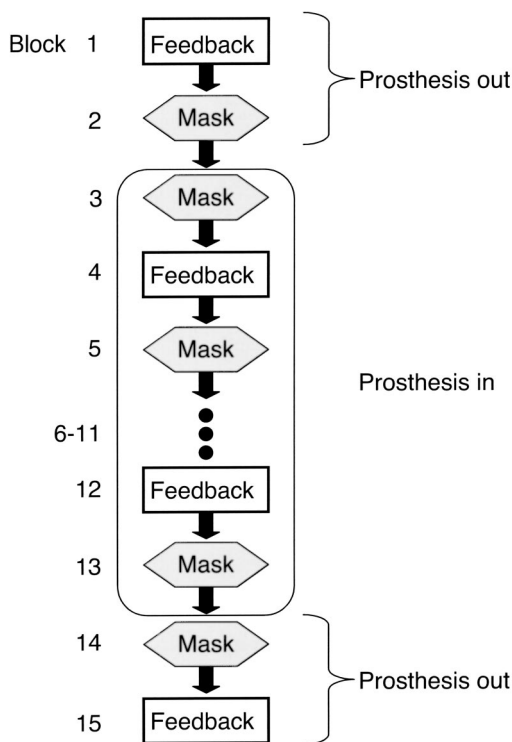 Block 1 Feedback
Prosthesis out
2 Mask
3 Mask
4 Feedback
5 Mask
Prosthesis in
6-11
12 Feedback
13 Mask
14 Mask
Prosthesis out
15 Feedback